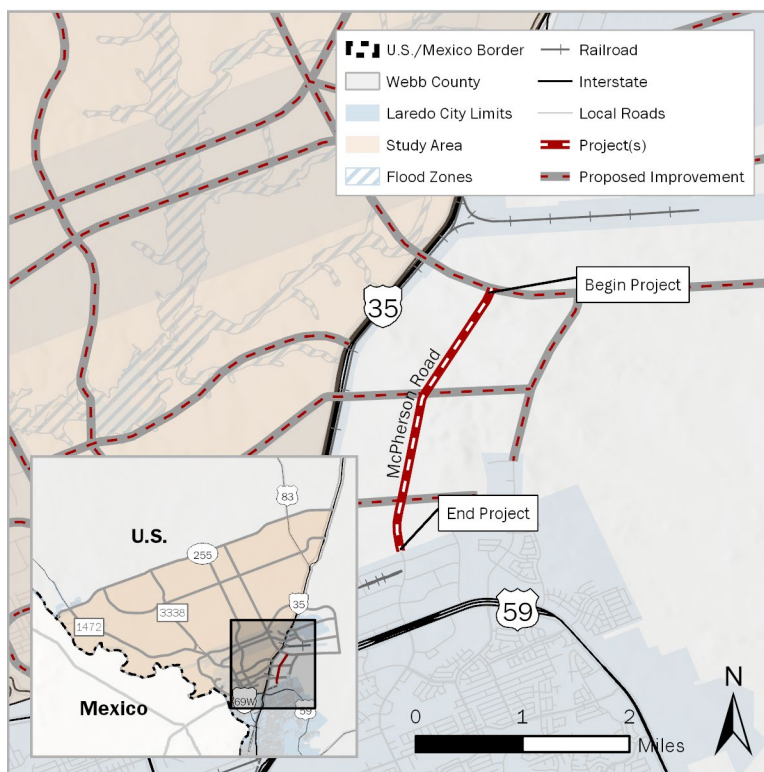 U.S./Mexico Border
Webb County
Laredo City Limits
Study Area
Flood Zones
Railroad
Interstate
Local Roads
Project(s)
Proposed Improvement
35
Begin Project
McPherson Road
End Project
59
83
U.S.
255
35
3338
1472
Mexico
69W
59
N
0 1 2
Miles